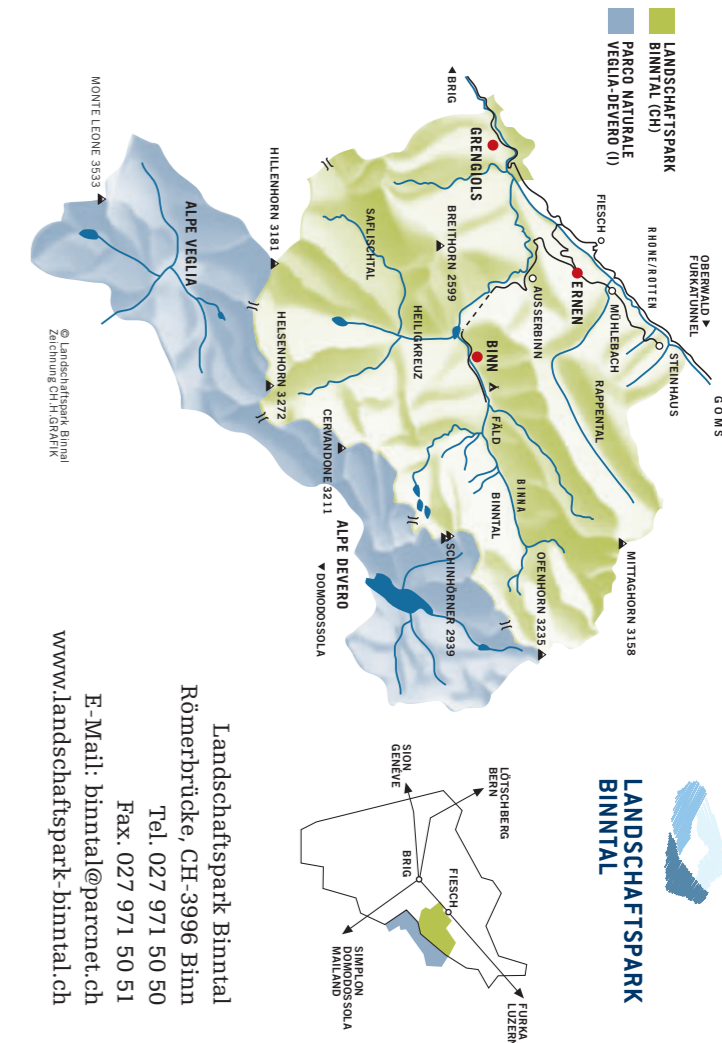 LANDSCHAFTSPARK
BINNTAL (CH)
PARCO NATURALE
VEGLIA-DEVERO (I)
OBERWALD
FURKATUNNEL
GOMS
RHONE/ROTTEN
FIESCH
STEINHAUS
MÜHLEBACH
ERNEN
BRIG
GRENGIOLS
AUSSERBINN
RAPPENTAL
BREITHORN 2599
BINN
FÄLD
BINNA
BINNTAL
MITTAGHORN 3158
OFENHORN 3235
SAFLISCHTAL
HEILIGKREUZ
SCHINHÖRNER 2939
HILLENHORN 3181
HELSENHORN 3272
CERVANDONE 3211
ALPE DEVERO
DOMODOSSOLA
ALPE VEGLIA
MONTE LEONE 3533
© Landschaftspark Binnal
Zeichnung CH.H.GRAFIK
LANDSCHAFTSPARK
BINNTAL
LÖTSCHBERG
BERN
SION
GENÈVE
BRIG
FIESCH
FURKA
LUZERN
SIMPLON
DOMODOSSOLA
MAILAND
Landschaftspark Binntal
Römerbrücke, CH-3996 Binn
Tel. 027 971 50 50
Fax. 027 971 50 51
E-Mail: binntal@parcnet.ch
www.landschaftspark-binntal.ch